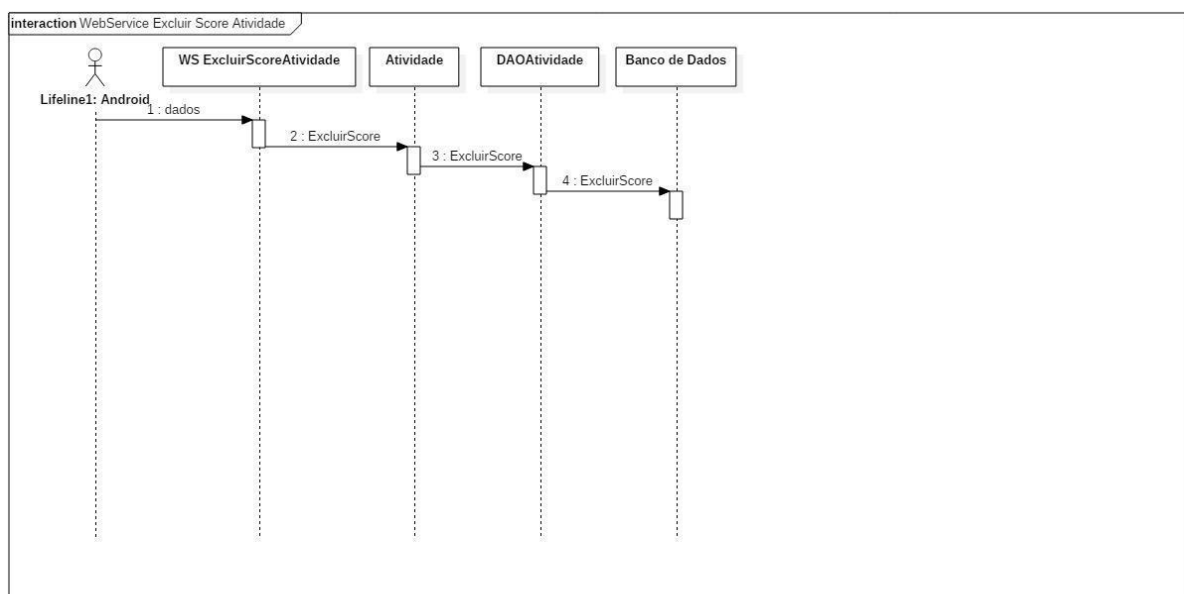 interaction WebService Excluir Score Atividade
WS ExcluirScoreAtividade
Atividade
DAOAtividade
Banco de Dados
Lifeline1: Android
1 : dados
2 : ExcluirScore
3 : ExcluirScore
4 : ExcluirScore